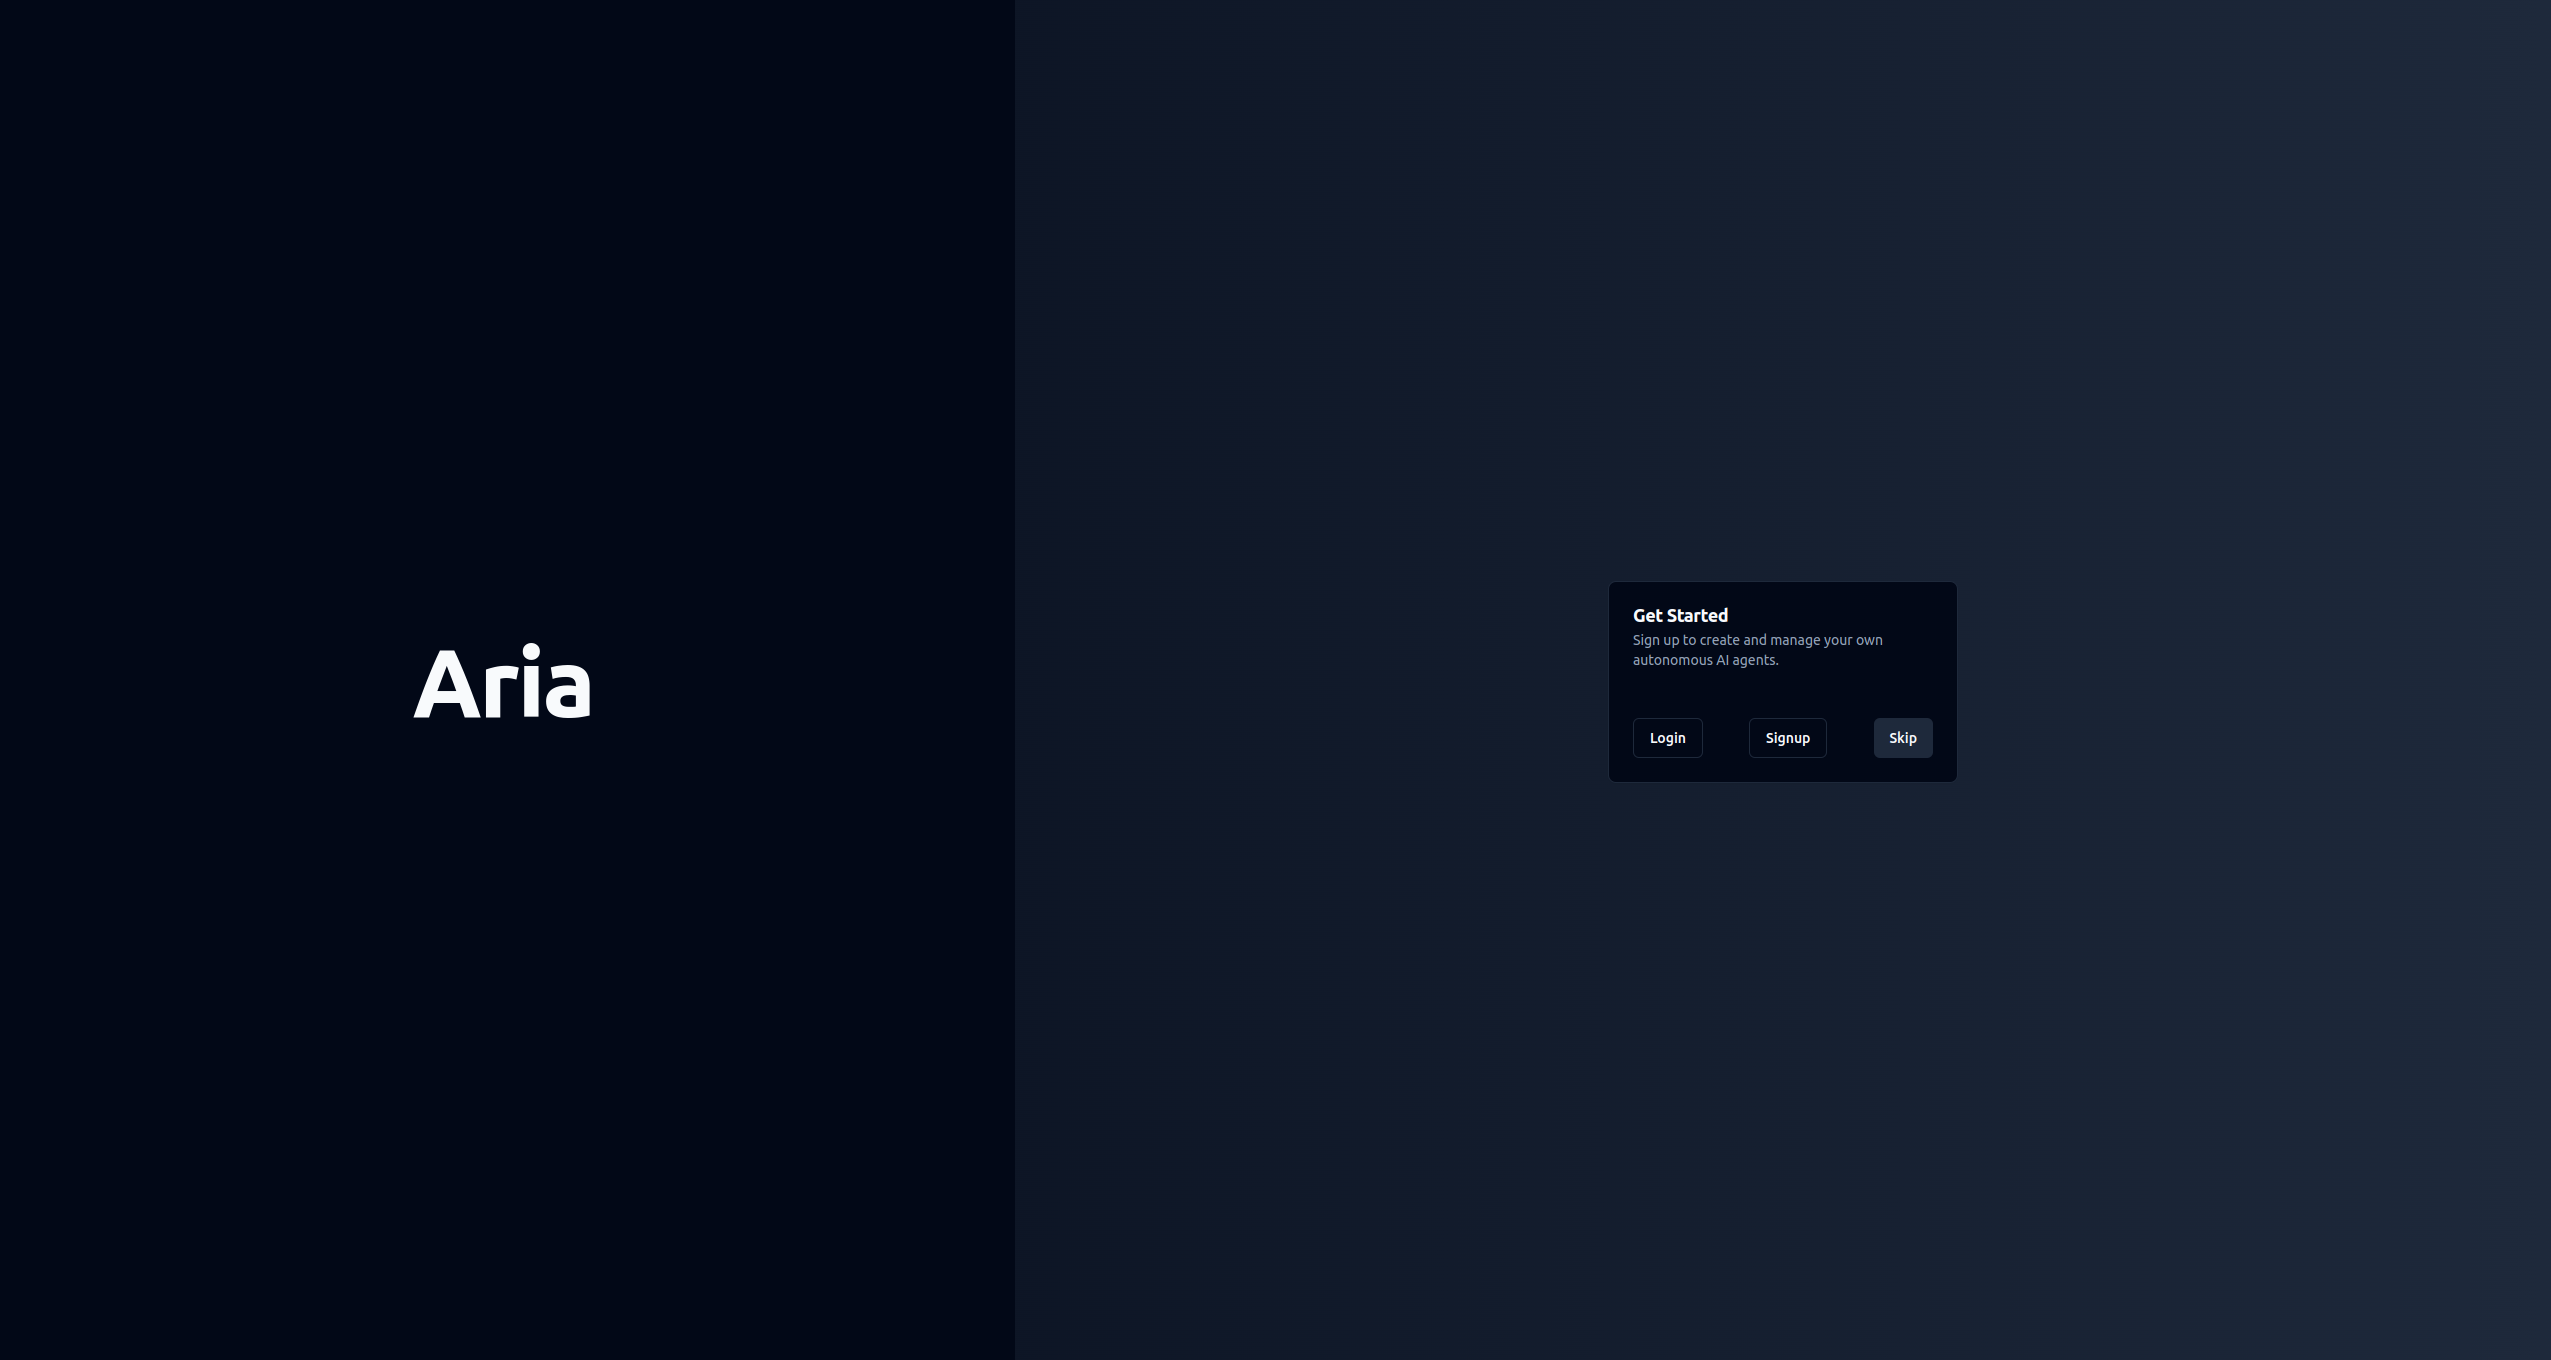 Aria
Get Started
Sign up to create and manage your own
autonomous AI agents.
Login
Signup
Skip